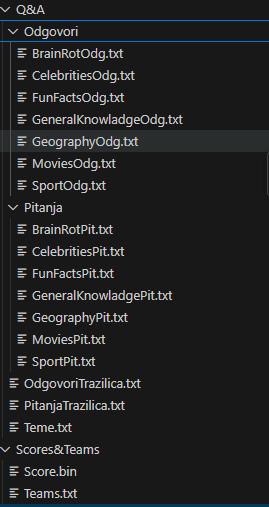 Q&A
Odgovori
BrainRotOdg.txt
CelebritiesOdg.txt
FunFactsOdg.txt
GeneralKnowladgeOdg.txt
GeographyOdg.txt
MoviesOdg.txt
SportOdg.txt
Pitanja
BrainRotPit.txt
CelebritiesPit.txt
FunFactsPit.txt
GeneralKnowladgePit.txt
GeographyPit.txt
MoviesPit.txt
SportPit.txt
OdgovoriTrazilica.txt
PitanjaTrazilica.txt
Teme.txt
Scores&Teams
Score.bin
Teams.txt